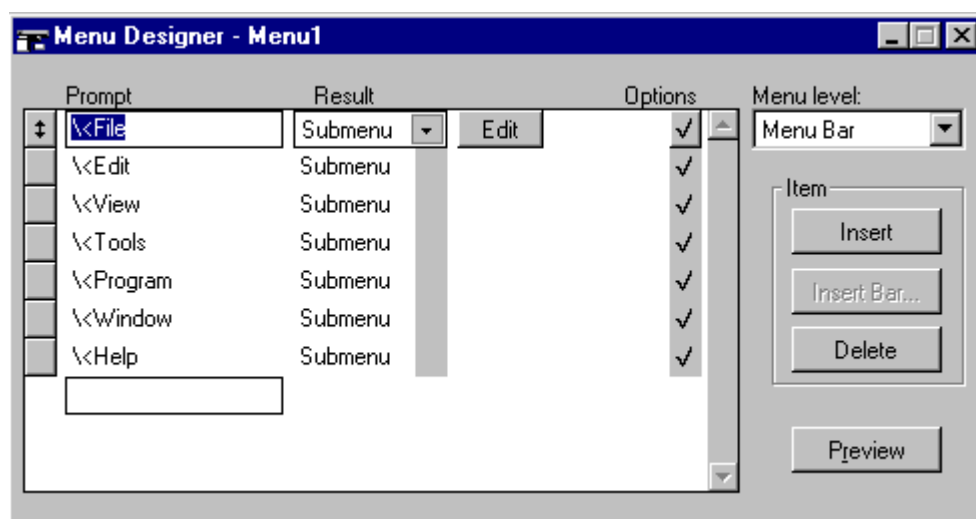 Menu Designer - Menu1
Prompt Result Options Menu level:
\<File Submenu Edit Menu Bar
\<Edit Submenu
\<View Submenu
\<Tools Submenu
\<Program Submenu
\<Window Submenu
\<Help Submenu
Item
Insert
Insert Bar...
Delete
Preview